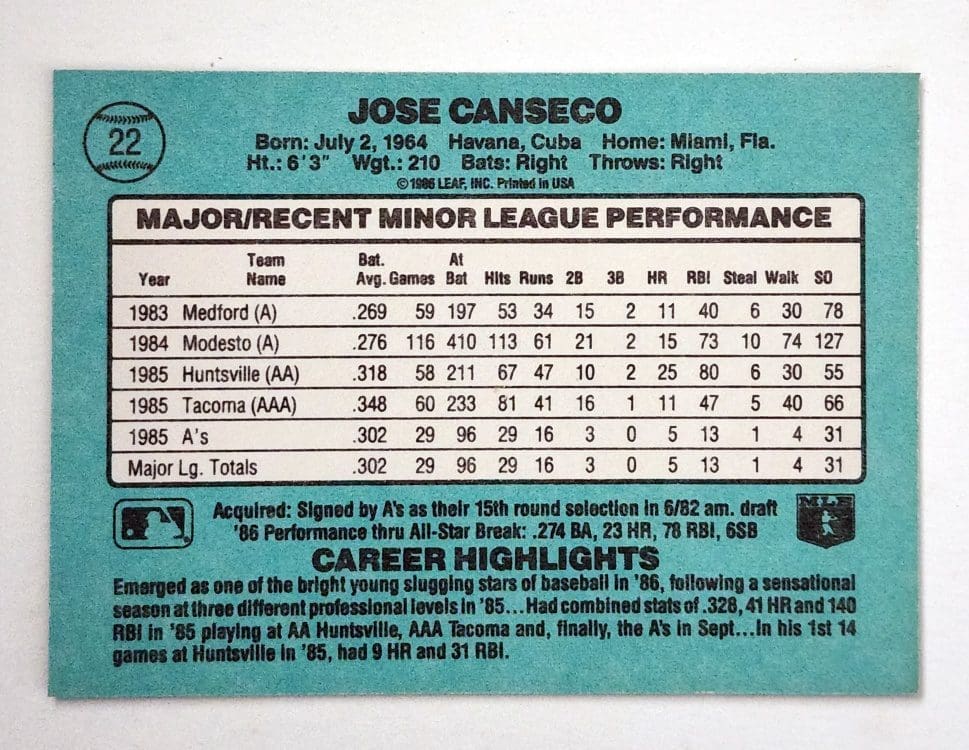 22
JOSE CANSECO
Born: July 2, 1964 Havana, Cuba Home: Miami, Fla.
Ht.: 6'3" Wgt.: 210 Bats: Right Throws: Right
©1986 LEAF, INC. Printed in USA
MAJOR/RECENT MINOR LEAGUE PERFORMANCE
Team Bat. At
Year Name Avg. Games Bat Hits Runs 2B 3B HR RBI Steal Walk SO
1983 Medford (A) .269 59 197 53 34 15 2 11 40 6 30 78
1984 Modesto (A) .276 116 410 113 61 21 2 15 73 10 74 127
1985 Huntsville (AA) .318 58 211 67 47 10 2 25 80 6 30 55
1985 Tacoma (AAA) .348 60 233 81 41 16 1 11 47 5 40 66
1985 A's .302 29 96 29 16 3 0 5 13 1 4 31
Major Lg. Totals .302 29 96 29 16 3 0 5 13 1 4 31
Acquired: Signed by A's as their 15th round selection in 6/82 am. draft
'86 Performance thru All-Star Break: .274 BA, 23 HR, 78 RBI, 6SB
CAREER HIGHLIGHTS
Emerged as one of the bright young slugging stars of baseball in '86, following a sensational
season at three different professional levels in '85...Had combined stats of .328, 41 HR and 140
RBI in '85 playing at AA Huntsville, AAA Tacoma and, finally, the A's in Sept...In his 1st 14
games at Huntsville in '85, had 9 HR and 31 RBI.